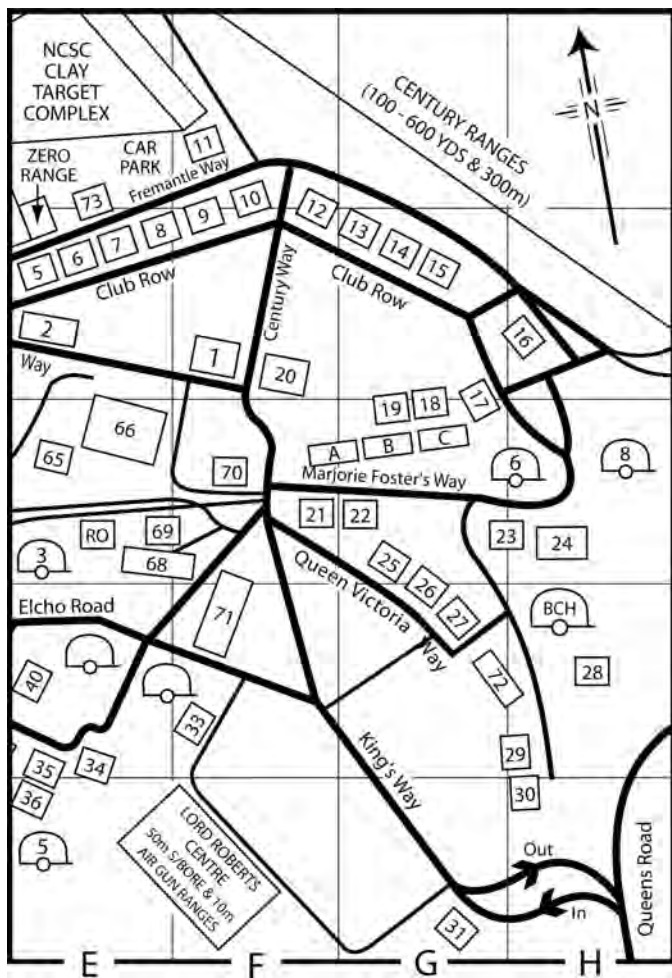 NCSC
CLAY
TARGET
COMPLEX
CENTURY RANGES
(100 - 600 YDS & 300m)
N
ZERO
RANGE
CAR
PARK
11
73
Fremantle Way
5
6
7
8
9
10
12
13
14
15
Club Row
Club Row
Century Way
16
2
1
20
Way
19
18
17
66
A
B
C
65
70
Marjorie Foster's Way
6
8
21
22
23
24
RO
69
3
68
25
26
27
Queen Victoria Way
BCH
Elcho Road
71
72
28
40
33
29
30
35
34
36
King's Way
5
LORD ROBERTS
CENTRE
50m S/BORE & 10m
AIR GUN RANGES
Out
In
Queens Road
31
E
F
G
H